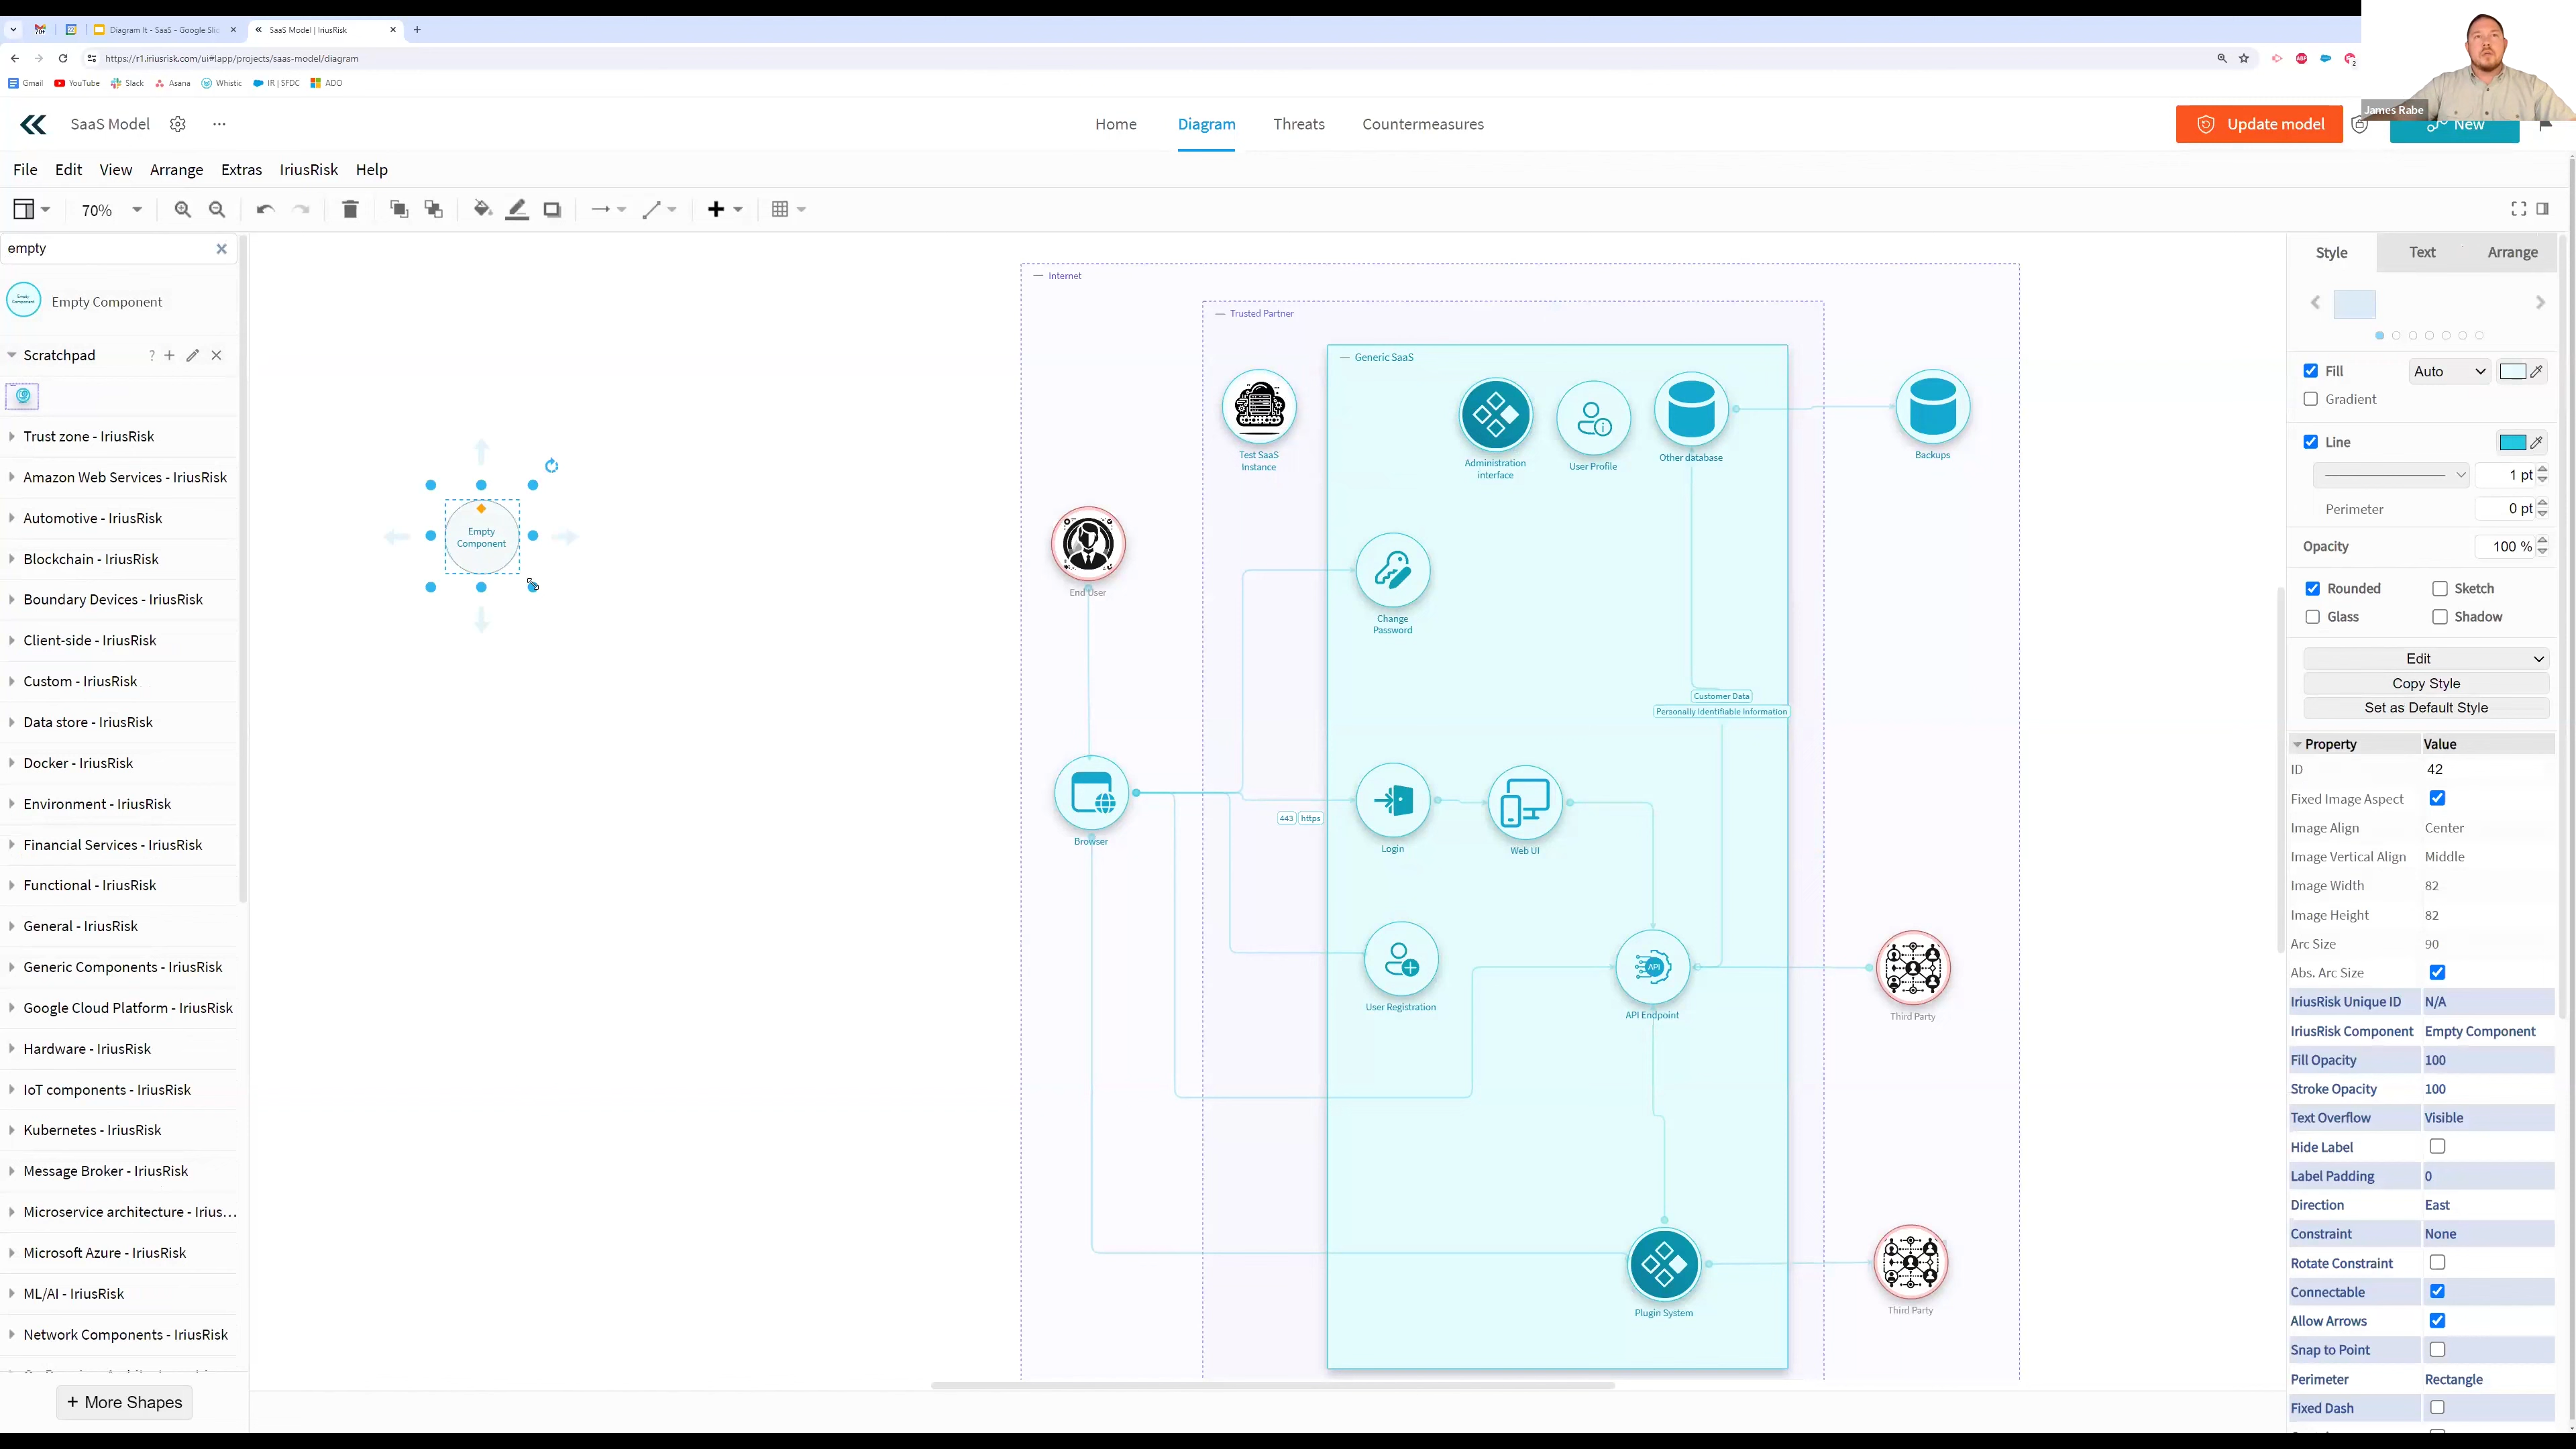 Diagram It - SaaS - Google Slid
SaaS Model | IriusRisk
https://r1.iriusrisk.com/ui#!app/projects/saas-model/diagram
Gmail
YouTube
Slack
Asana
Whistic
IR | SFDC
ADO
James Rabe
SaaS Model
Home
Diagram
Threats
Countermeasures
Update model
New
File
Edit
View
Arrange
Extras
IriusRisk
Help
70%
empty
Empty Component
Scratchpad
?
Trust zone - IriusRisk
Amazon Web Services - IriusRisk
Automotive - IriusRisk
Blockchain - IriusRisk
Boundary Devices - IriusRisk
Client-side - IriusRisk
Custom - IriusRisk
Data store - IriusRisk
Docker - IriusRisk
Environment - IriusRisk
Financial Services - IriusRisk
Functional - IriusRisk
General - IriusRisk
Generic Components - IriusRisk
Google Cloud Platform - IriusRisk
Hardware - IriusRisk
IoT components - IriusRisk
Kubernetes - IriusRisk
Message Broker - IriusRisk
Microservice architecture - Irius…
Microsoft Azure - IriusRisk
ML/AI - IriusRisk
Network Components - IriusRisk
+ More Shapes
Empty
Component
Internet
Trusted Partner
Generic SaaS
Test SaaS
Instance
Administration
interface
User Profile
Other database
Backups
End User
Change
Password
Customer Data
Personally Identifiable Information
443
https
Browser
Login
Web UI
User Registration
API
API Endpoint
Third Party
Plugin System
Third Party
Style
Text
Arrange
Fill
Auto
Gradient
Line
1 pt
Perimeter
0 pt
Opacity
100 %
Rounded
Sketch
Glass
Shadow
Edit
Copy Style
Set as Default Style
Property Value
ID 42
Fixed Image Aspect
Image Align Center
Image Vertical Align Middle
Image Width 82
Image Height 82
Arc Size 90
Abs. Arc Size
IriusRisk Unique ID N/A
IriusRisk Component Empty Component
Fill Opacity 100
Stroke Opacity 100
Text Overflow Visible
Hide Label
Label Padding 0
Direction East
Constraint None
Rotate Constraint
Connectable
Allow Arrows
Snap to Point
Perimeter Rectangle
Fixed Dash